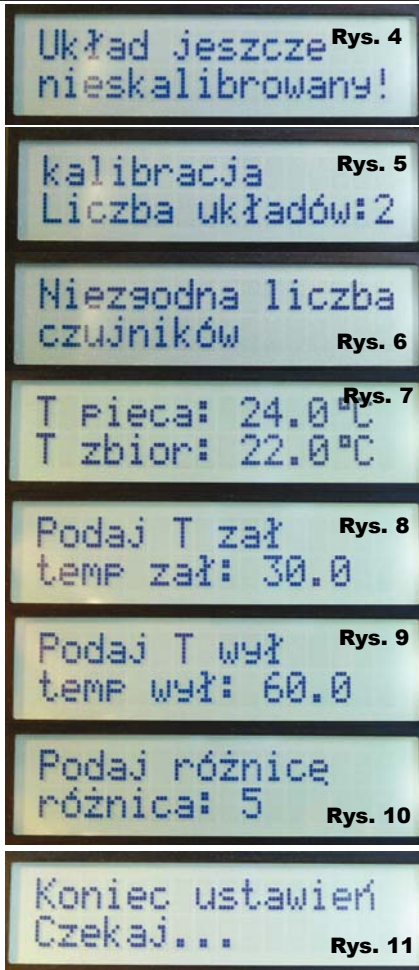 Układ jeszcze Rys. 4
nieskalibrowany!
kalibracja Rys. 5
Liczba układów:2
Niezgodna liczba
czujników Rys. 6
Rys. 7
T pieca: 24.0°C
T zbior: 22.0°C
Podaj T zał Rys. 8
temp zał: 30.0
Podaj T wył Rys. 9
temp wył: 60.0
Podaj różnicę
różnica: 5 Rys. 10
Koniec ustawień
Czekaj... Rys. 11